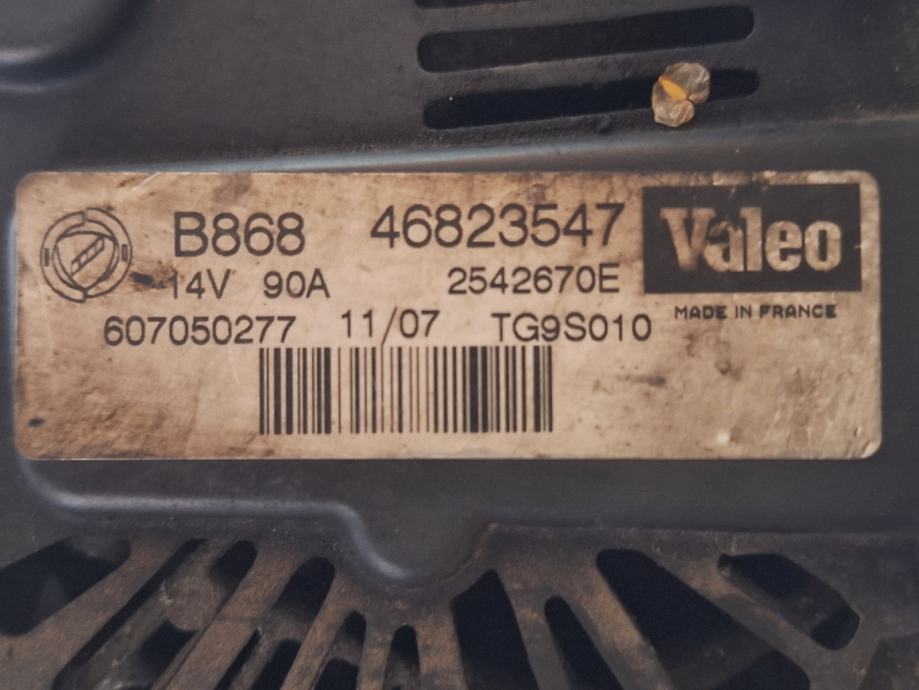 B868 46823547 Valeo
14V 90A 2542670E
MADE IN FRANCE
607050277 11/07 TG9S010